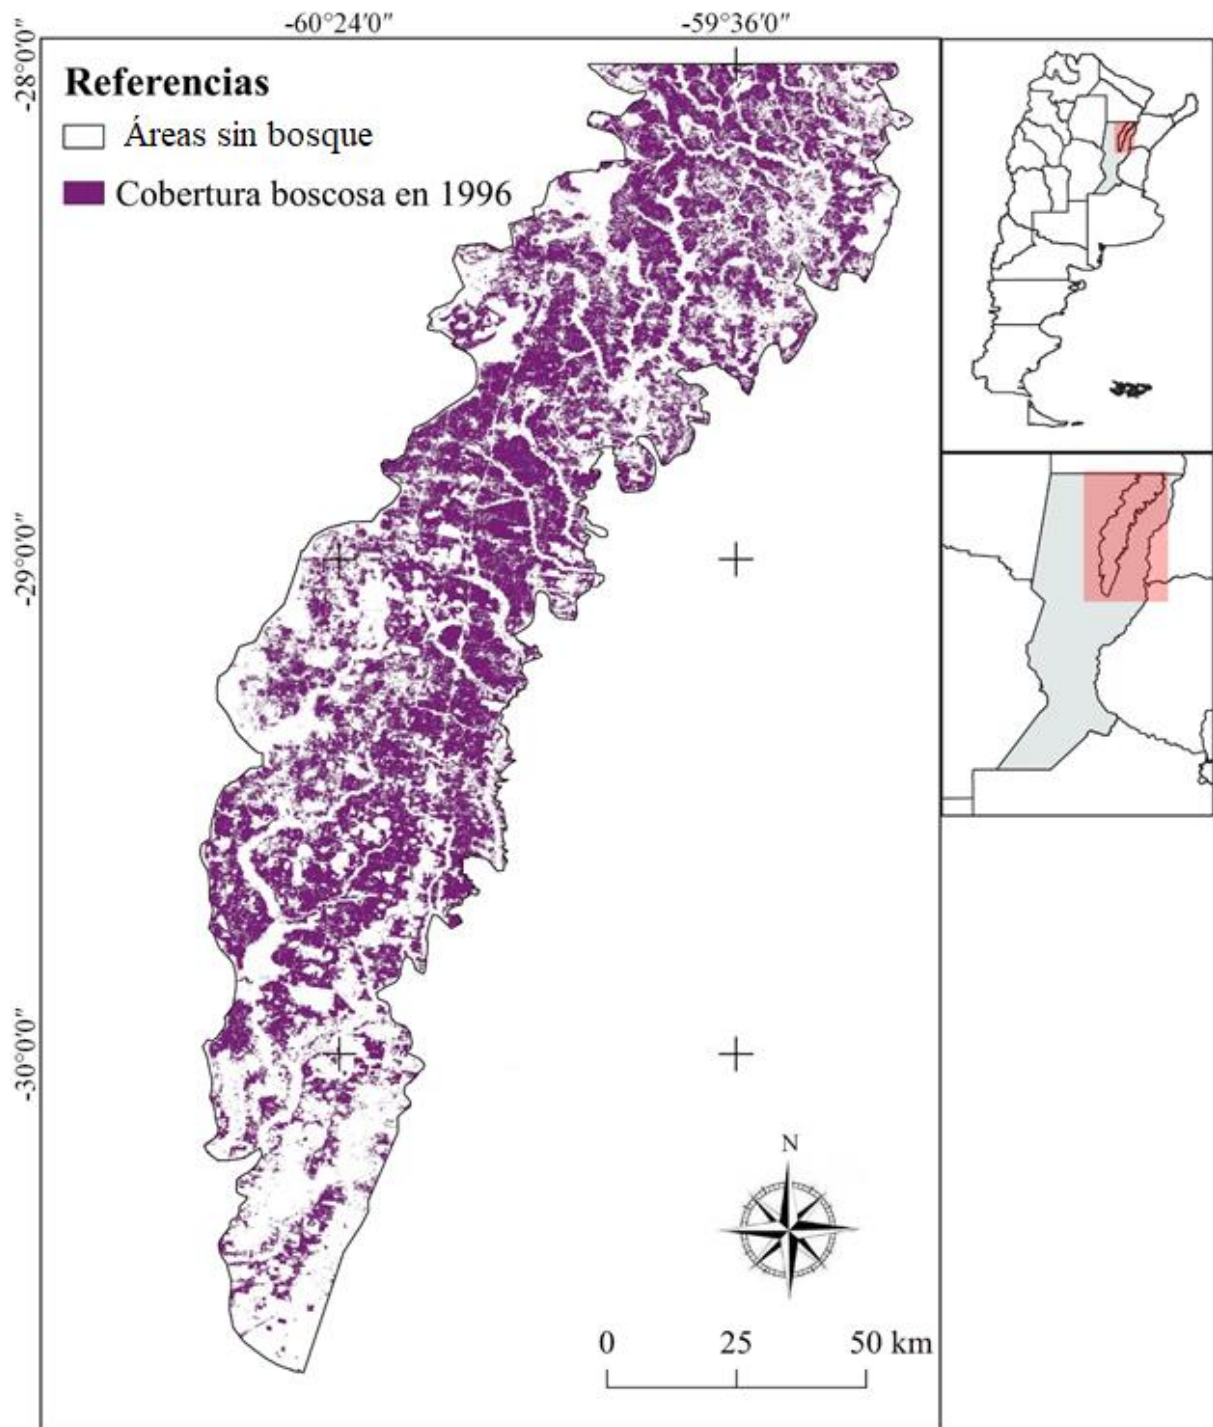 -60°24'0" -59°36'0"
-28°0'0"
Referencias
Áreas sin bosque
Cobertura boscosa en 1996
-29°0'0"
-30°0'0"
N
0 25 50 km